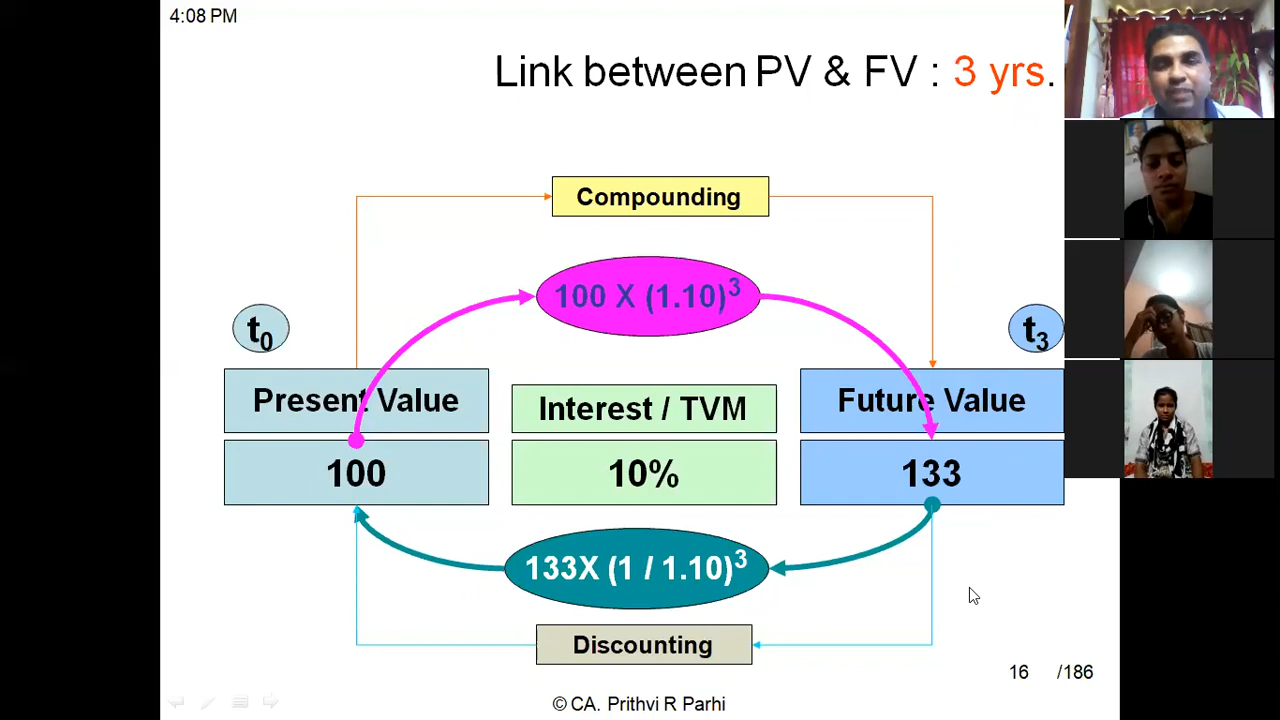 4:08 PM
Link between PV & FV : 3 yrs.
Compounding
100 X (1.10)³
t₀
t₃
Present Value
Interest / TVM
Future Value
100
10%
133
133X (1 / 1.10)³
Discounting
16 /186
© CA. Prithvi R Parhi